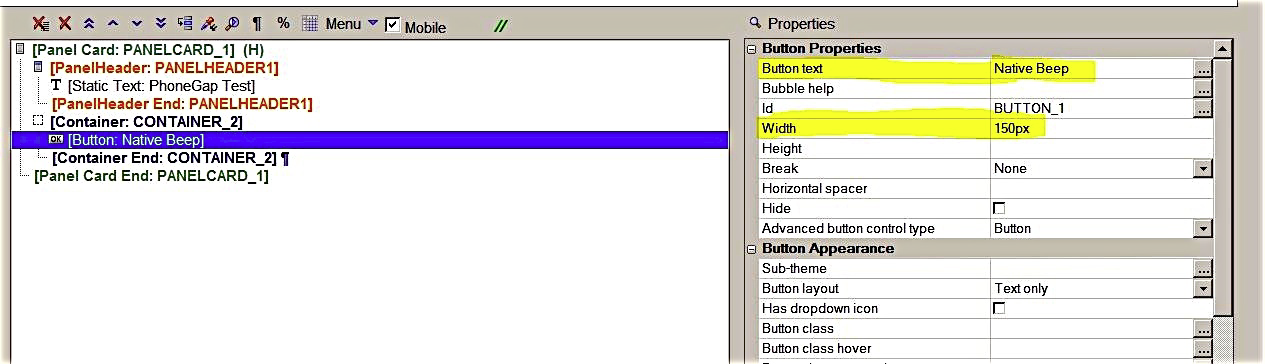 ¶ % Menu Mobile //
[Panel Card: PANELCARD_1] (H)
[PanelHeader: PANELHEADER1]
T [Static Text: PhoneGap Test]
[PanelHeader End: PANELHEADER1]
[Container: CONTAINER_2]
OK [Button: Native Beep]
[Container End: CONTAINER_2] ¶
[Panel Card End: PANELCARD_1]
Properties
Button Properties
Button text Native Beep ...
Bubble help ...
Id BUTTON_1 ...
Width 150px
Height
Break None
Horizontal spacer
Hide
Advanced button control type Button
Button Appearance
Sub-theme ...
Button layout Text only
Has dropdown icon
Button class ...
Button class hover ...